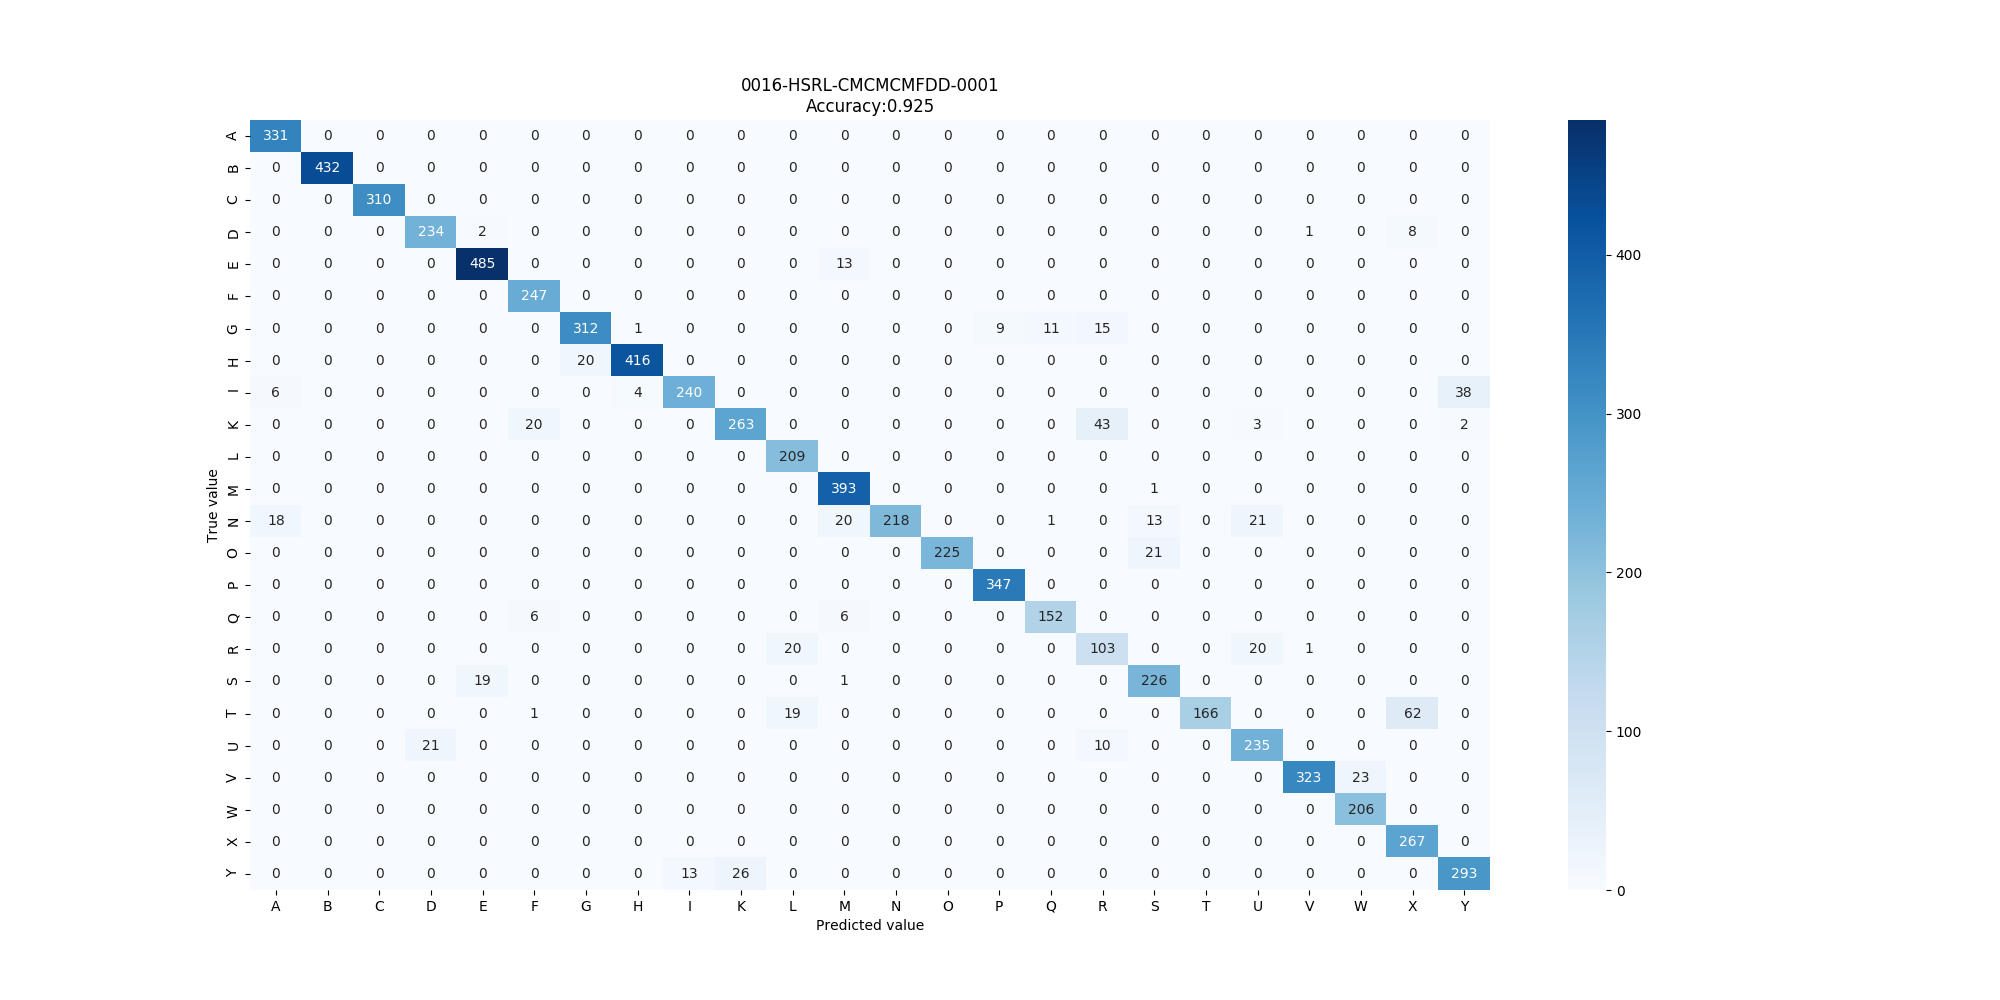 0016-HSRL-CMCMCMFDD-0001
Accuracy:0.925
A 331 0 0 0 0 0 0 0 0 0 0 0 0 0 0 0 0 0 0 0 0 0 0 0
B 0 432 0 0 0 0 0 0 0 0 0 0 0 0 0 0 0 0 0 0 0 0 0 0
C 0 0 310 0 0 0 0 0 0 0 0 0 0 0 0 0 0 0 0 0 0 0 0 0
D 0 0 0 234 2 0 0 0 0 0 0 0 0 0 0 0 0 0 0 0 1 0 8 0
E 0 0 0 0 485 0 0 0 0 0 0 13 0 0 0 0 0 0 0 0 0 0 0 0
F 0 0 0 0 0 247 0 0 0 0 0 0 0 0 0 0 0 0 0 0 0 0 0 0
G 0 0 0 0 0 0 312 1 0 0 0 0 0 0 9 11 15 0 0 0 0 0 0 0
H 0 0 0 0 0 0 20 416 0 0 0 0 0 0 0 0 0 0 0 0 0 0 0 0
I 6 0 0 0 0 0 0 4 240 0 0 0 0 0 0 0 0 0 0 0 0 0 0 38
K 0 0 0 0 0 20 0 0 0 263 0 0 0 0 0 0 43 0 0 3 0 0 0 2
L 0 0 0 0 0 0 0 0 0 0 209 0 0 0 0 0 0 0 0 0 0 0 0 0
M 0 0 0 0 0 0 0 0 0 0 0 393 0 0 0 0 0 1 0 0 0 0 0 0
N 18 0 0 0 0 0 0 0 0 0 0 20 218 0 0 1 0 13 0 21 0 0 0 0
O 0 0 0 0 0 0 0 0 0 0 0 0 0 225 0 0 0 21 0 0 0 0 0 0
P 0 0 0 0 0 0 0 0 0 0 0 0 0 0 347 0 0 0 0 0 0 0 0 0
Q 0 0 0 0 0 6 0 0 0 0 0 6 0 0 0 152 0 0 0 0 0 0 0 0
R 0 0 0 0 0 0 0 0 0 0 20 0 0 0 0 0 103 0 0 20 1 0 0 0
S 0 0 0 0 19 0 0 0 0 0 0 1 0 0 0 0 0 226 0 0 0 0 0 0
T 0 0 0 0 0 1 0 0 0 0 19 0 0 0 0 0 0 0 166 0 0 0 62 0
U 0 0 0 21 0 0 0 0 0 0 0 0 0 0 0 0 10 0 0 235 0 0 0 0
V 0 0 0 0 0 0 0 0 0 0 0 0 0 0 0 0 0 0 0 0 323 23 0 0
W 0 0 0 0 0 0 0 0 0 0 0 0 0 0 0 0 0 0 0 0 0 206 0 0
X 0 0 0 0 0 0 0 0 0 0 0 0 0 0 0 0 0 0 0 0 0 0 267 0
Y 0 0 0 0 0 0 0 0 13 26 0 0 0 0 0 0 0 0 0 0 0 0 0 293
A B C D E F G H I K L M N O P Q R S T U V W X Y
Predicted value
True value
400
300
200
100
0